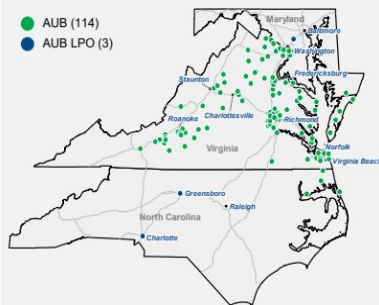 AUB (114)
AUB LPO (3)
Maryland
Baltimore
Washington
Staunton
Fredericksburg
Charlottesville
Roanoke
Richmond
Virginia
Norfolk
Virginia Beach
Greensboro
Raleigh
North Carolina
Charlotte